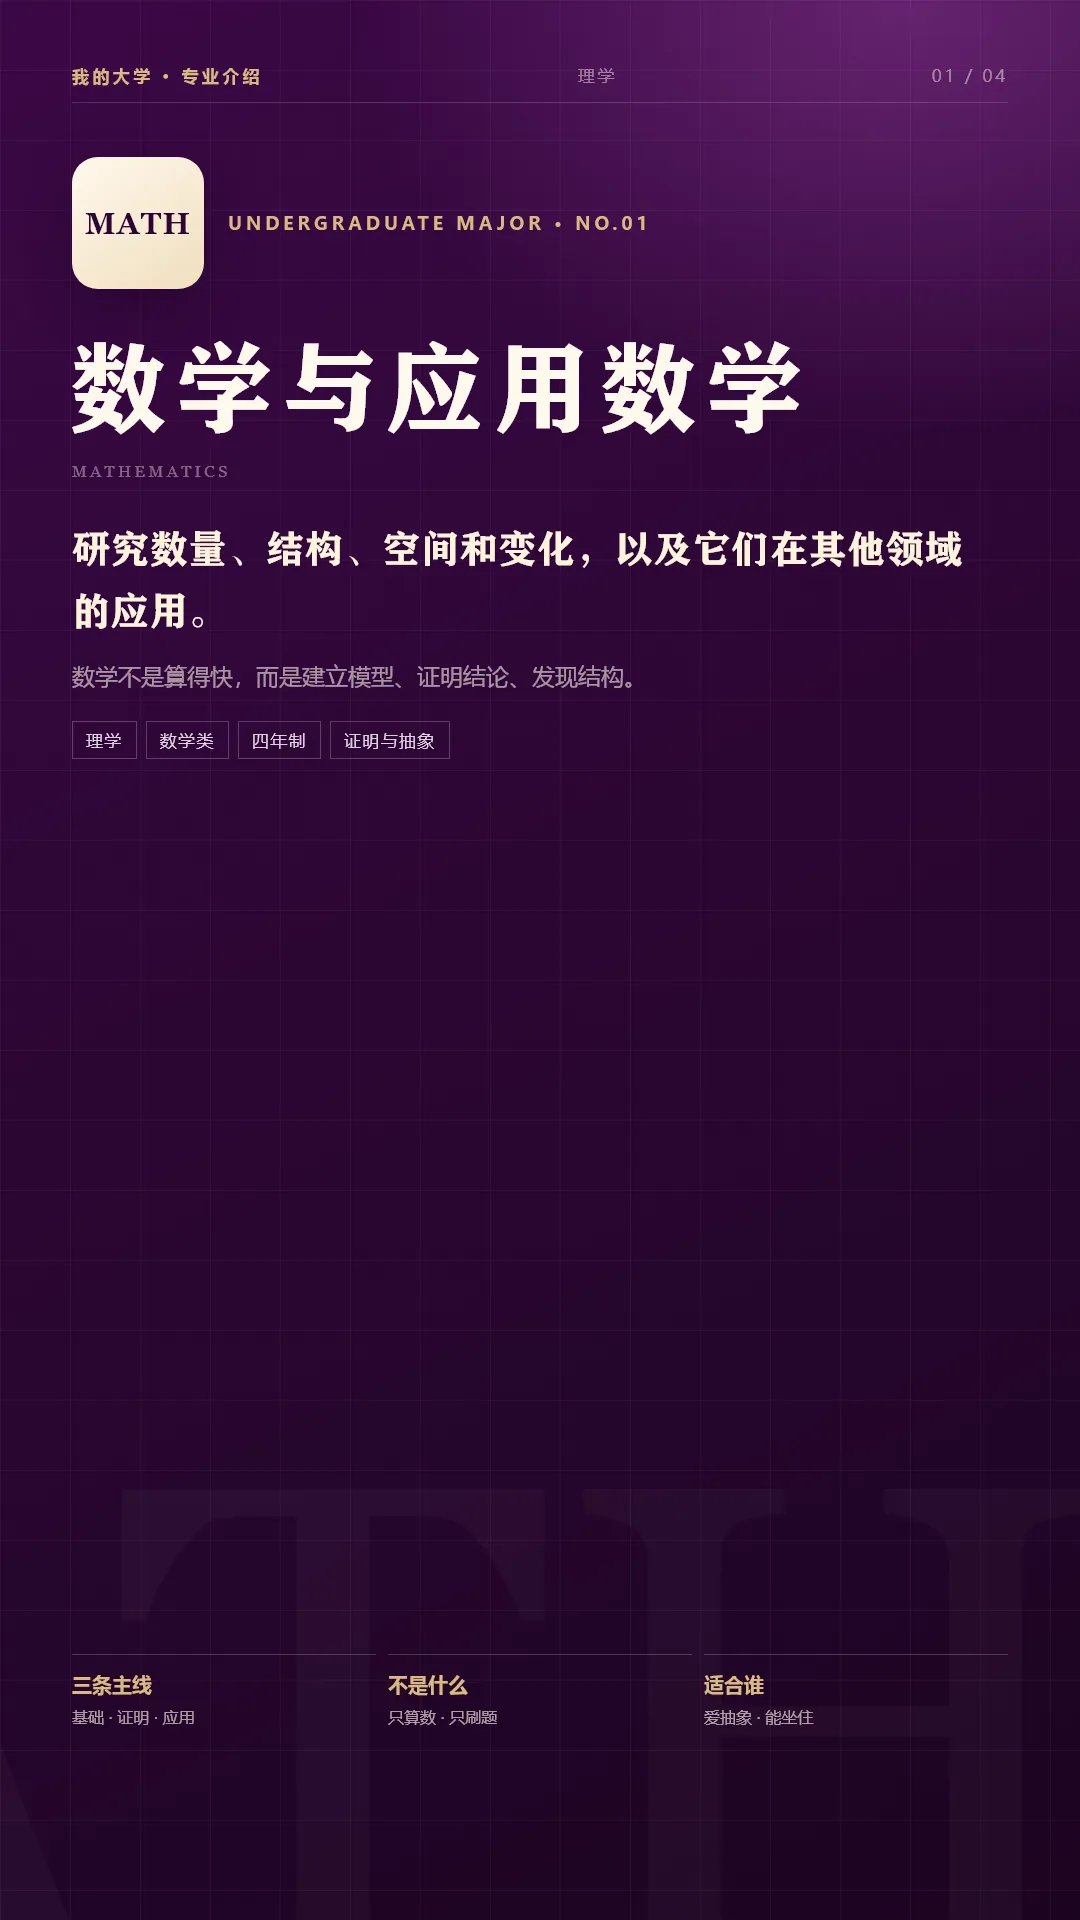 我的大学 • 专业介绍
理学
01 / 04
MATH
UNDERGRADUATE MAJOR • NO.01
数学与应用数学
MATHEMATICS
研究数量、结构、空间和变化，以及它们在其他领域
的应用。
数学不是算得快，而是建立模型、证明结论、发现结构。
理学
数学类
四年制
证明与抽象
三条主线
基础 · 证明 · 应用
不是什么
只算数 · 只刷题
适合谁
爱抽象 · 能坐住
TH